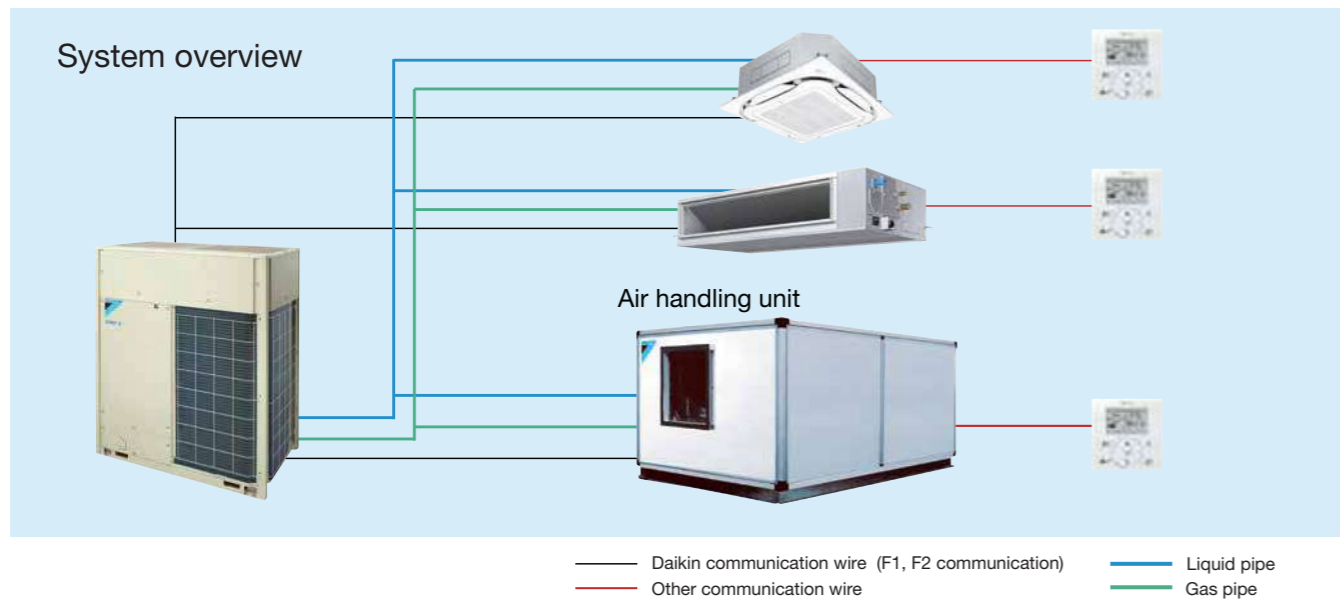 System overview
Air handling unit
Daikin communication wire (F1, F2 communication)
Other communication wire
Liquid pipe
Gas pipe